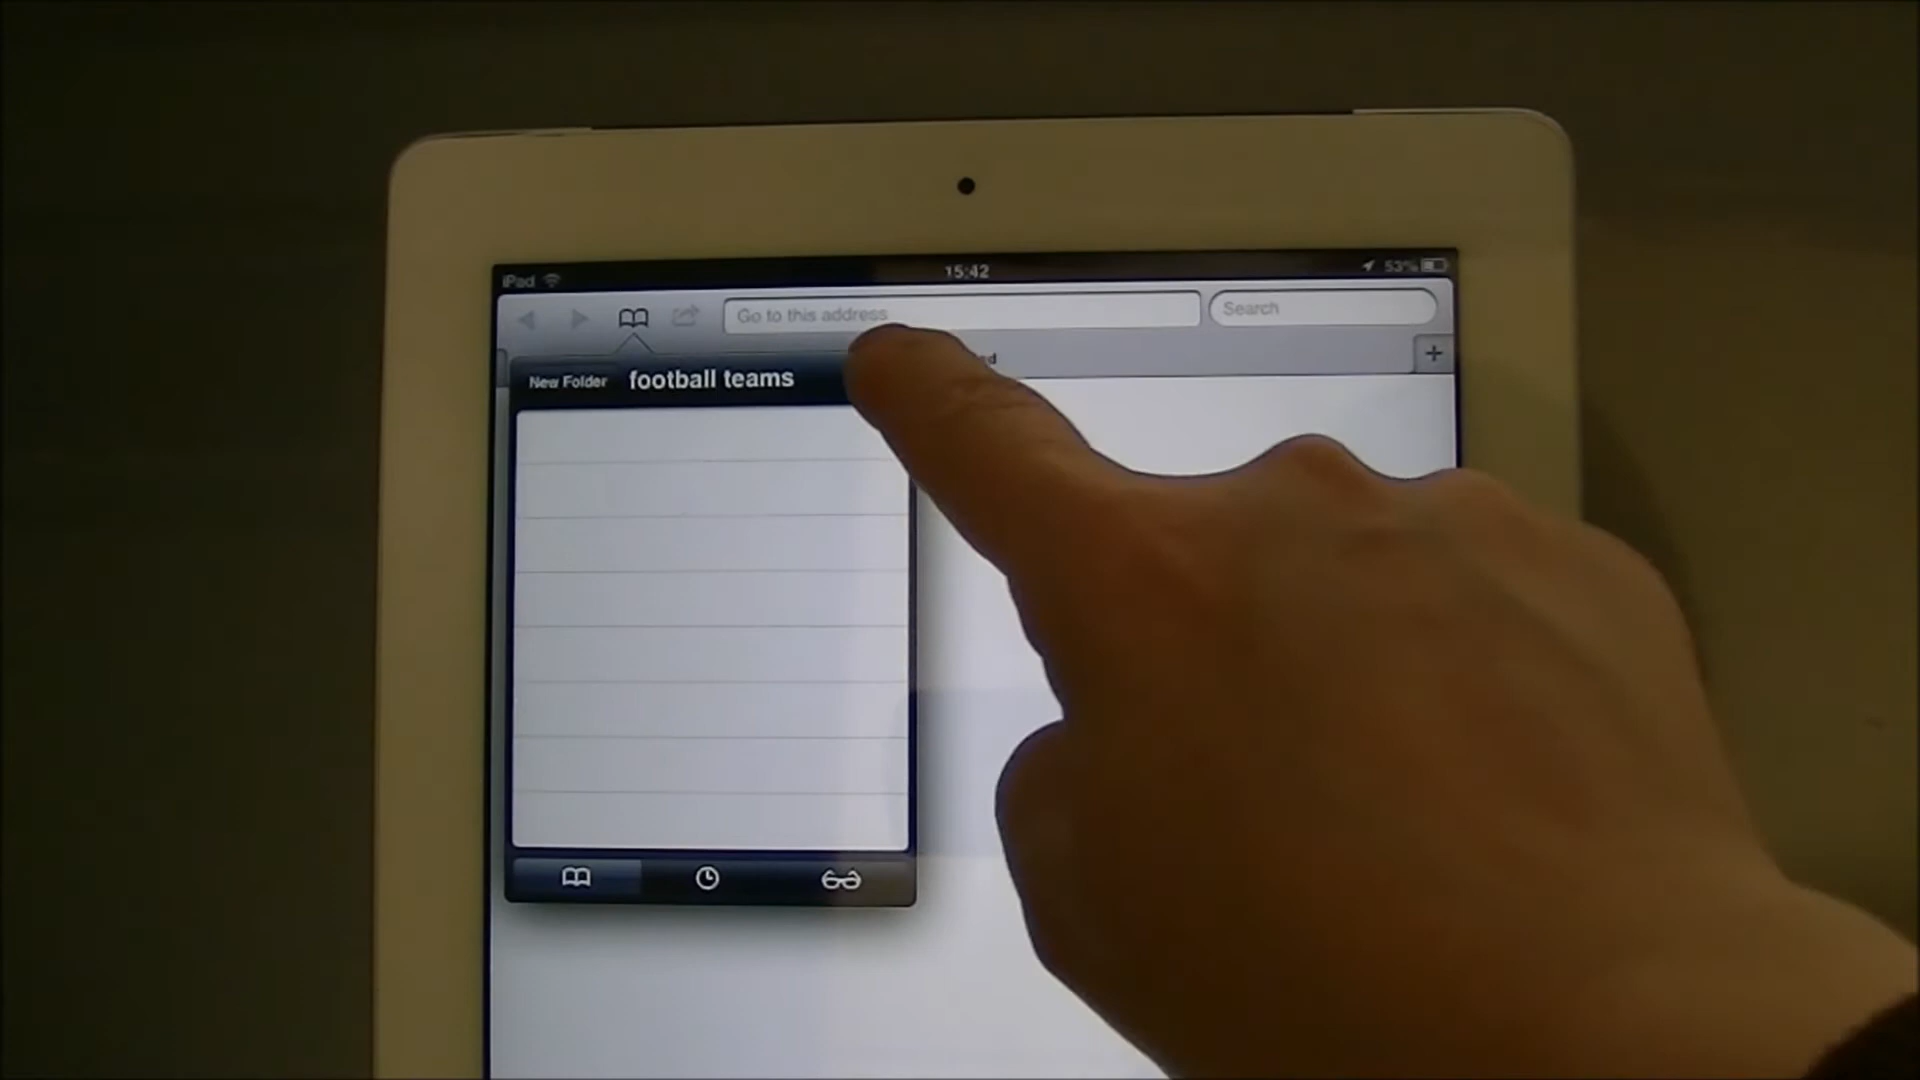 iPad
15:42
53%
Go to this address
Search
New Folder
football teams